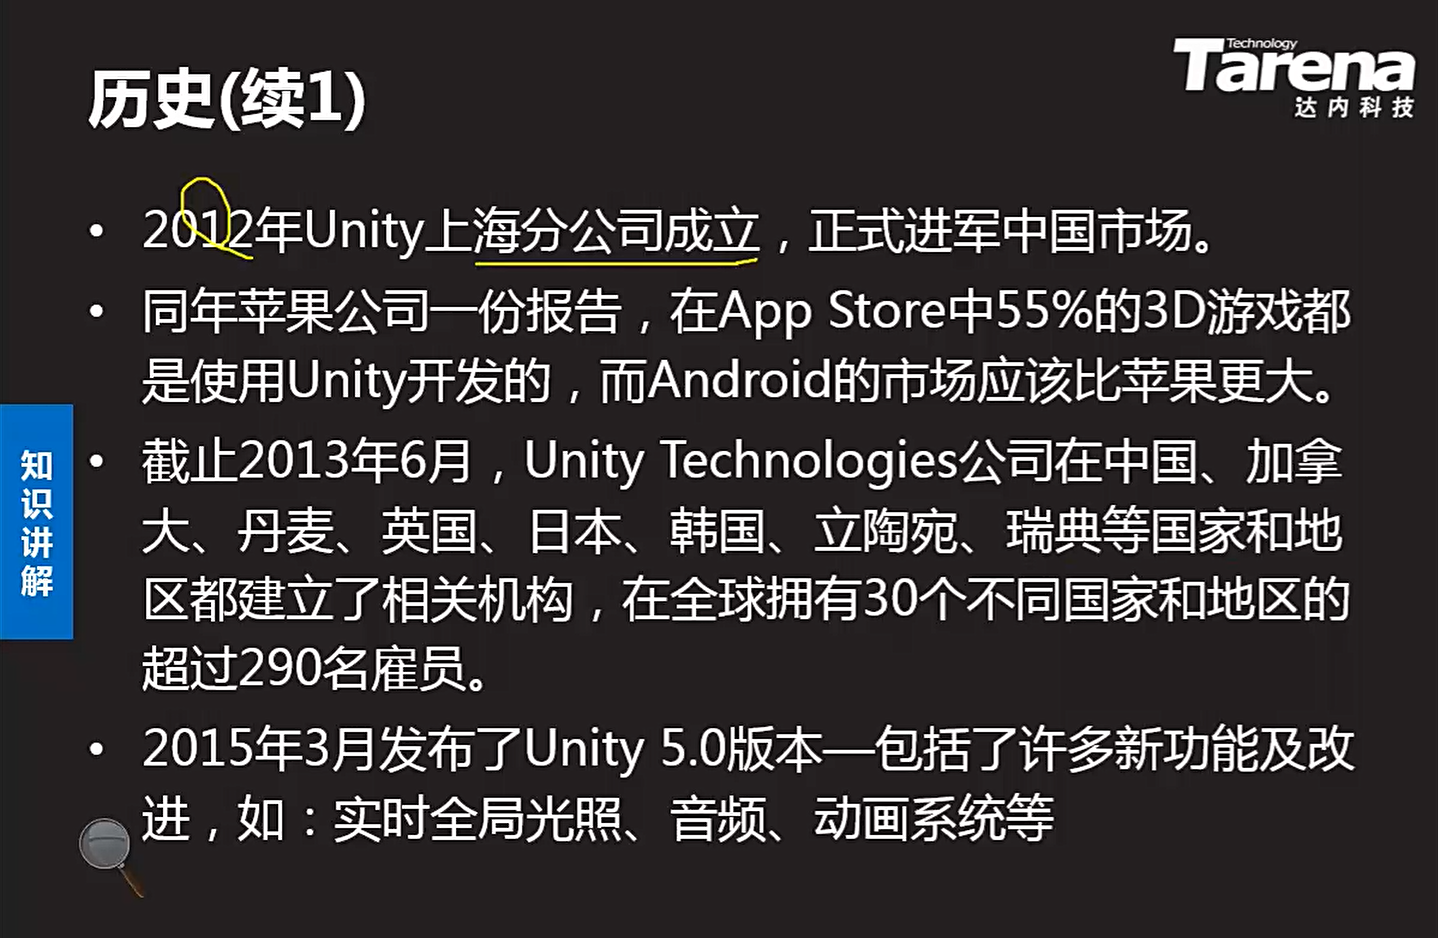 Technology
Tarena
达内科技
历史(续1)
• 2012年Unity上海分公司成立，正式进军中国市场。
• 同年苹果公司一份报告，在App Store中55%的3D游戏都
是使用Unity开发的，而Android的市场应该比苹果更大。
• 截止2013年6月，Unity Technologies公司在中国、加拿
大、丹麦、英国、日本、韩国、立陶宛、瑞典等国家和地
区都建立了相关机构，在全球拥有30个不同国家和地区的
超过290名雇员。
• 2015年3月发布了Unity 5.0版本—包括了许多新功能及改
进，如：实时全局光照、音频、动画系统等
知识讲解